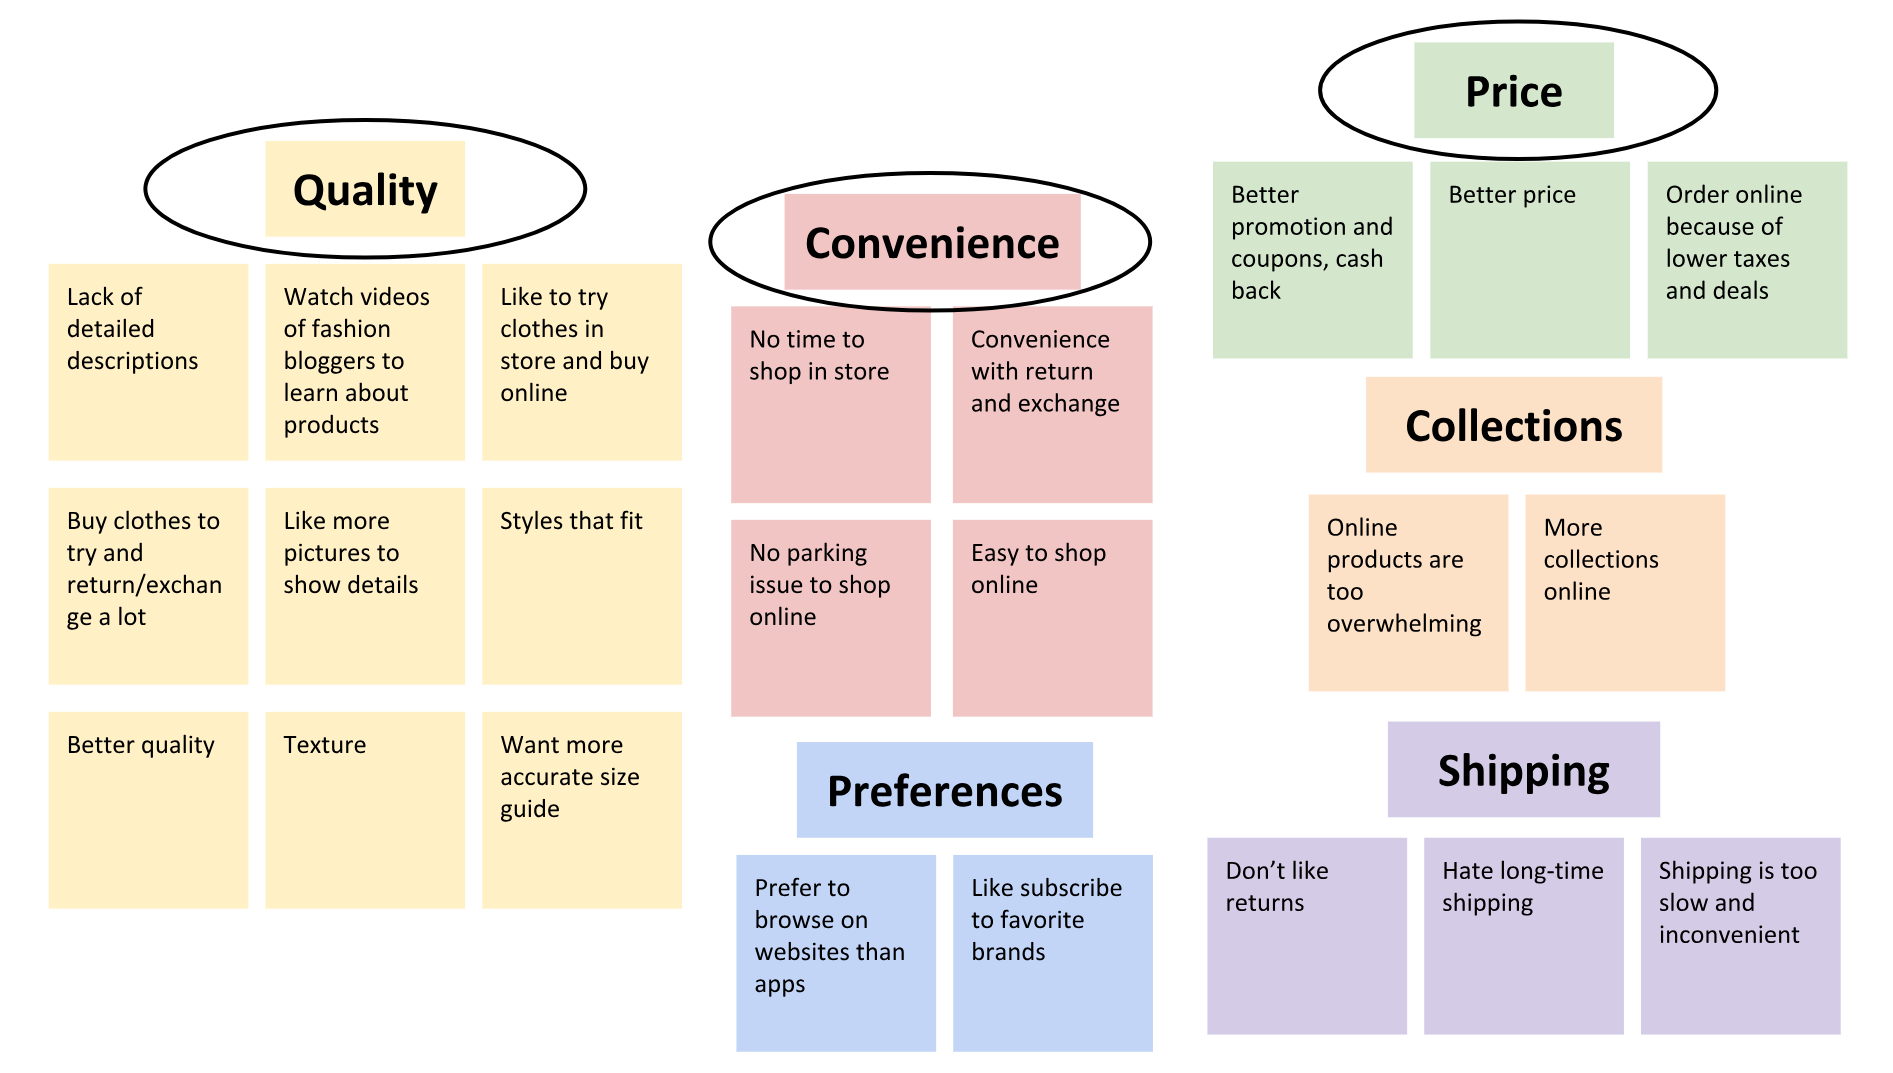 Quality
Lack of
detailed
descriptions
Watch videos
of fashion
bloggers to
learn about
products
Like to try
clothes in
store and buy
online
Buy clothes to
try and
return/exchan
ge a lot
Like more
pictures to
show details
Styles that fit
Better quality
Texture
Want more
accurate size
guide
Convenience
No time to
shop in store
Convenience
with return
and exchange
No parking
issue to shop
online
Easy to shop
online
Preferences
Prefer to
browse on
websites than
apps
Like subscribe
to favorite
brands
Price
Better
promotion and
coupons, cash
back
Better price
Order online
because of
lower taxes
and deals
Collections
Online
products are
too
overwhelming
More
collections
online
Shipping
Don’t like
returns
Hate long-time
shipping
Shipping is too
slow and
inconvenient